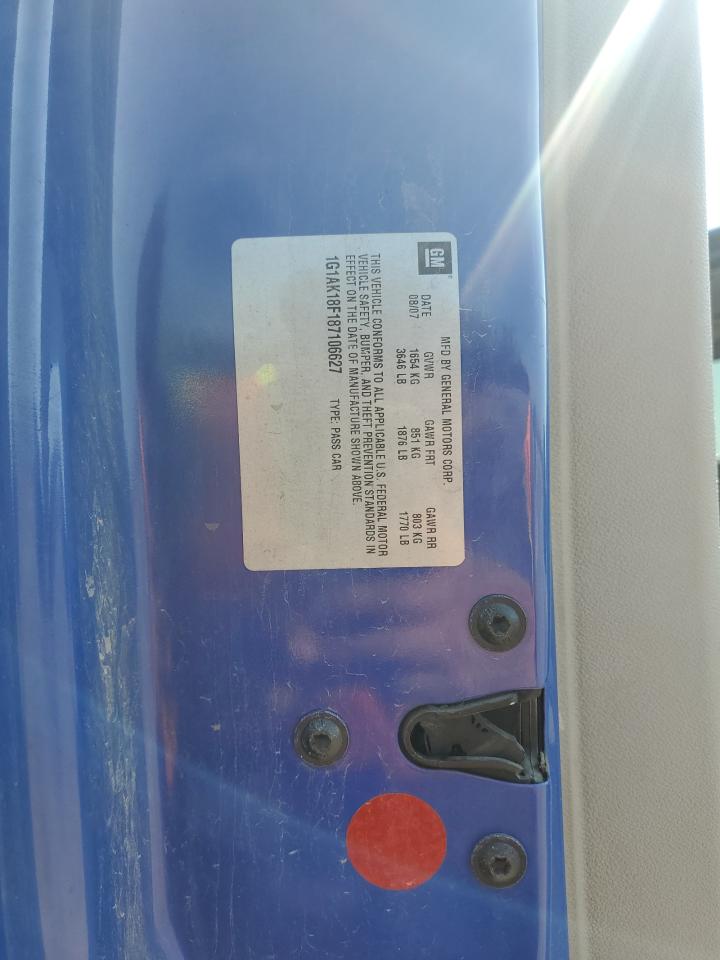 GM
MFD BY GENERAL MOTORS CORP.
DATE GVWR GAWR FRT GAWR RR
08/07 1654 KG 851 KG 803 KG
3646 LB 1876 LB 1770 LB
THIS VEHICLE CONFORMS TO ALL APPLICABLE U.S. FEDERAL MOTOR
VEHICLE SAFETY, BUMPER, AND THEFT PREVENTION STANDARDS IN
EFFECT ON THE DATE OF MANUFACTURE SHOWN ABOVE.
1G1AK18F187106627 TYPE: PASS CAR